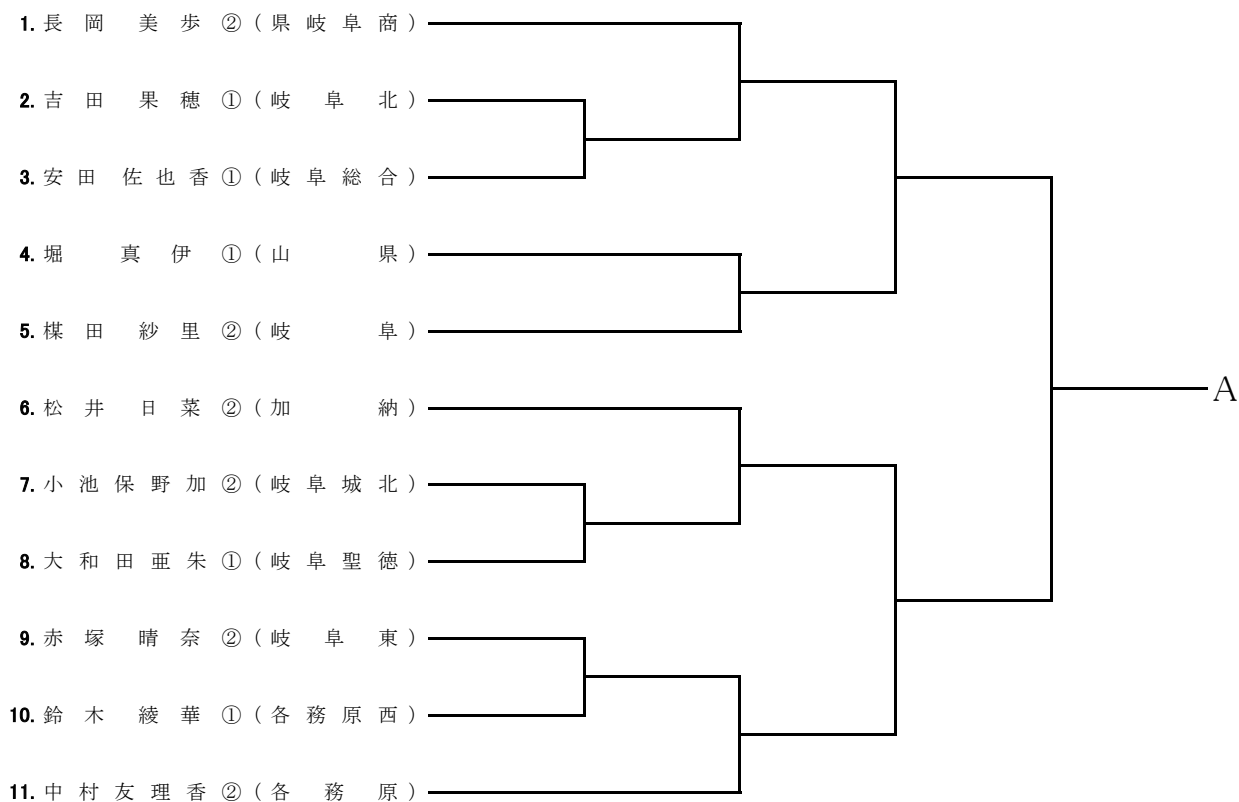 1. 長岡 美歩 ② (県岐阜商)
2. 吉田 果穂 ① (岐阜北)
3. 安田 佐也香 ① (岐阜総合)
4. 堀 真伊 ① (山県)
5. 楳田 紗里 ② (岐阜)
6. 松井 日菜 ② (加納)
A
7. 小池保野加 ② (岐阜城北)
8. 大和田亜朱 ① (岐阜聖徳)
9. 赤塚 晴奈 ② (岐阜東)
10. 鈴木 綾華 ① (各務原西)
11. 中村友理香 ② (各務原)